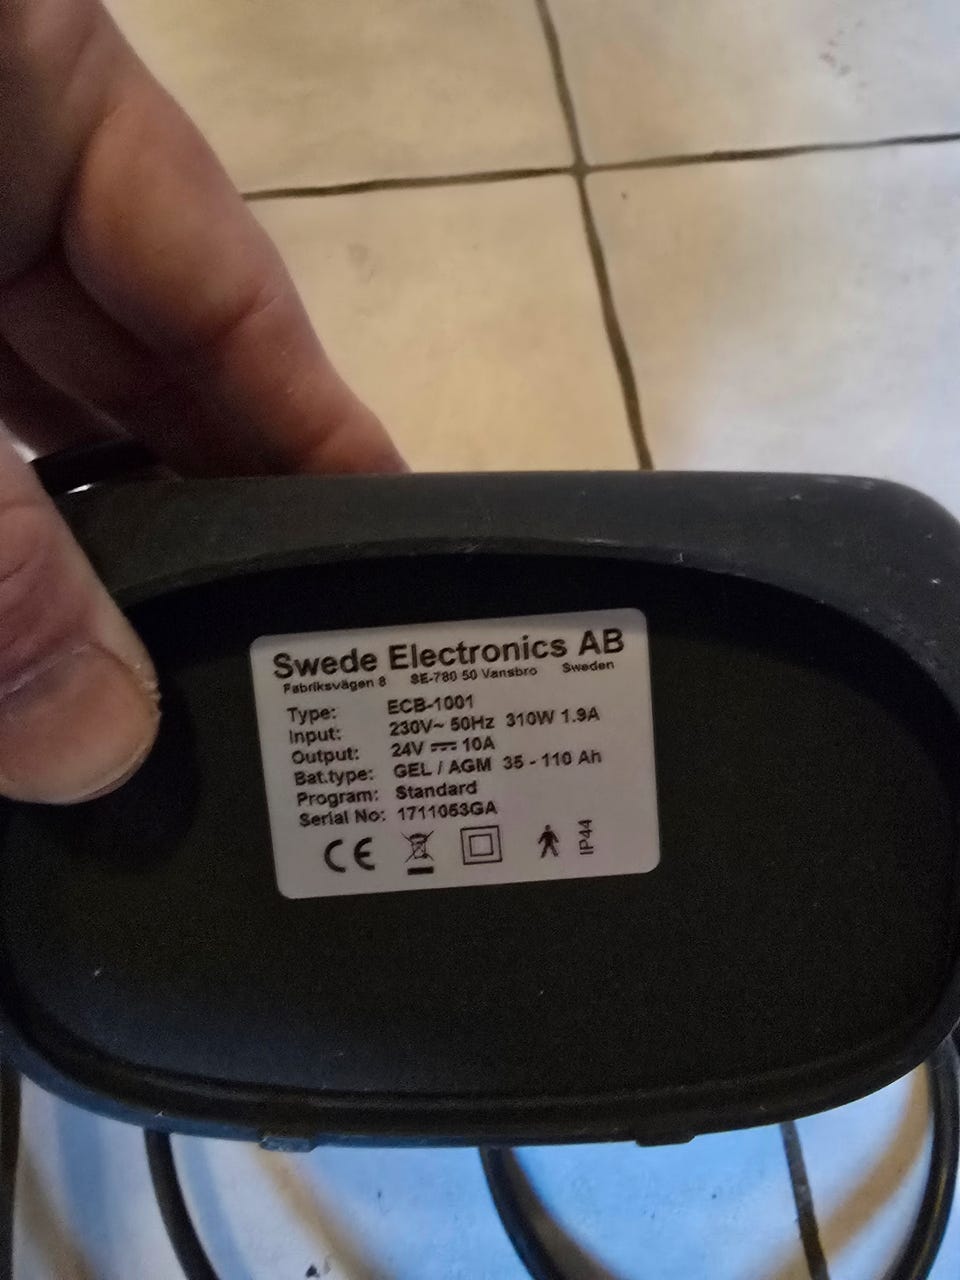 Swede Electronics AB
Fabriksvägen 8 SE-780 50 Vansbro Sweden
Type: ECB-1001
Input: 230V~ 50Hz 310W 1.9A
Output: 24V ⎓ 10A
Bat.type: GEL / AGM 35 - 110 Ah
Program: Standard
Serial No: 1711053GA
CE IP44